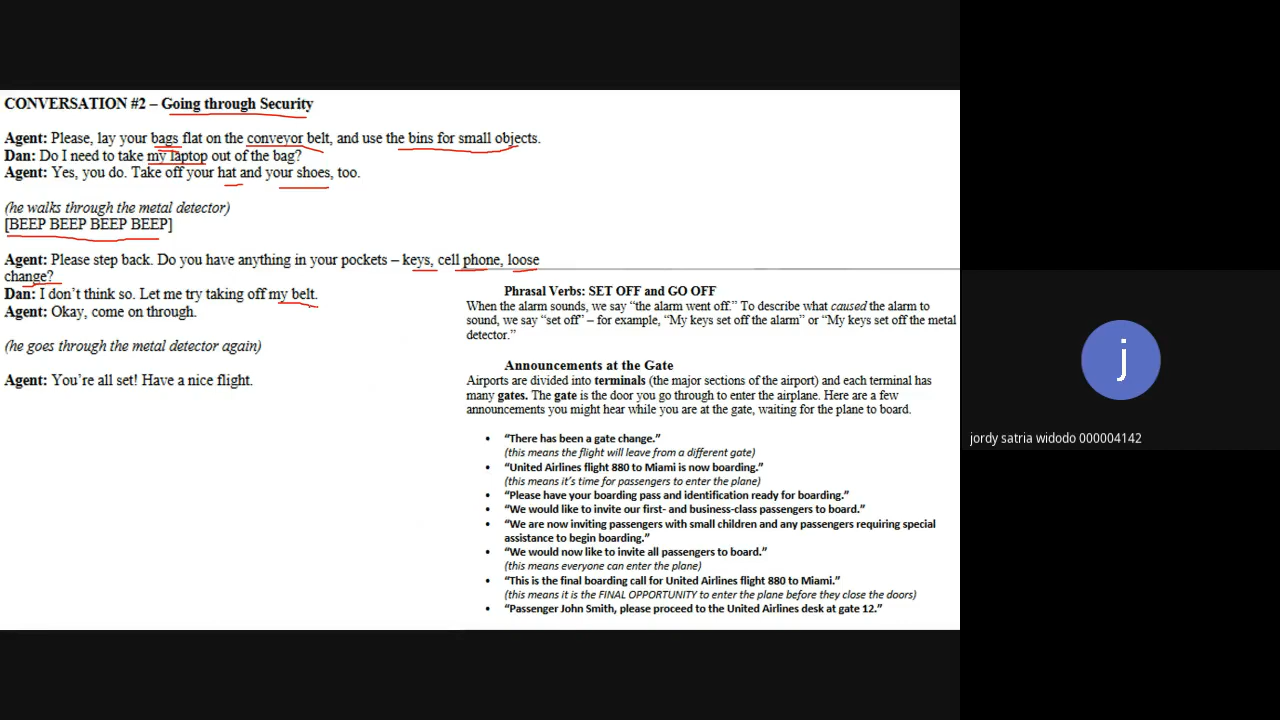 CONVERSATION #2 – Going through Security
Agent: Please, lay your bags flat on the conveyor belt, and use the bins for small objects.
Dan: Do I need to take my laptop out of the bag?
Agent: Yes, you do. Take off your hat and your shoes, too.
(he walks through the metal detector)
[BEEP BEEP BEEP BEEP]
Agent: Please step back. Do you have anything in your pockets – keys, cell phone, loose
change?
Dan: I don’t think so. Let me try taking off my belt.
Agent: Okay, come on through.
(he goes through the metal detector again)
Agent: You’re all set! Have a nice flight.
Phrasal Verbs: SET OFF and GO OFF
When the alarm sounds, we say “the alarm went off.” To describe what caused the alarm to
sound, we say “set off” – for example, “My keys set off the alarm” or “My keys set off the metal
detector.”
Announcements at the Gate
Airports are divided into terminals (the major sections of the airport) and each terminal has
many gates. The gate is the door you go through to enter the airplane. Here are a few
announcements you might hear while you are at the gate, waiting for the plane to board.
• “There has been a gate change.”
(this means the flight will leave from a different gate)
• “United Airlines flight 880 to Miami is now boarding.”
(this means it’s time for passengers to enter the plane)
• “Please have your boarding pass and identification ready for boarding.”
• “We would like to invite our first- and business-class passengers to board.”
• “We are now inviting passengers with small children and any passengers requiring special
assistance to begin boarding.”
• “We would now like to invite all passengers to board.”
(this means everyone can enter the plane)
• “This is the final boarding call for United Airlines flight 880 to Miami.”
(this means it is the FINAL OPPORTUNITY to enter the plane before they close the doors)
• “Passenger John Smith, please proceed to the United Airlines desk at gate 12.”
j
jordy satria widodo 000004142